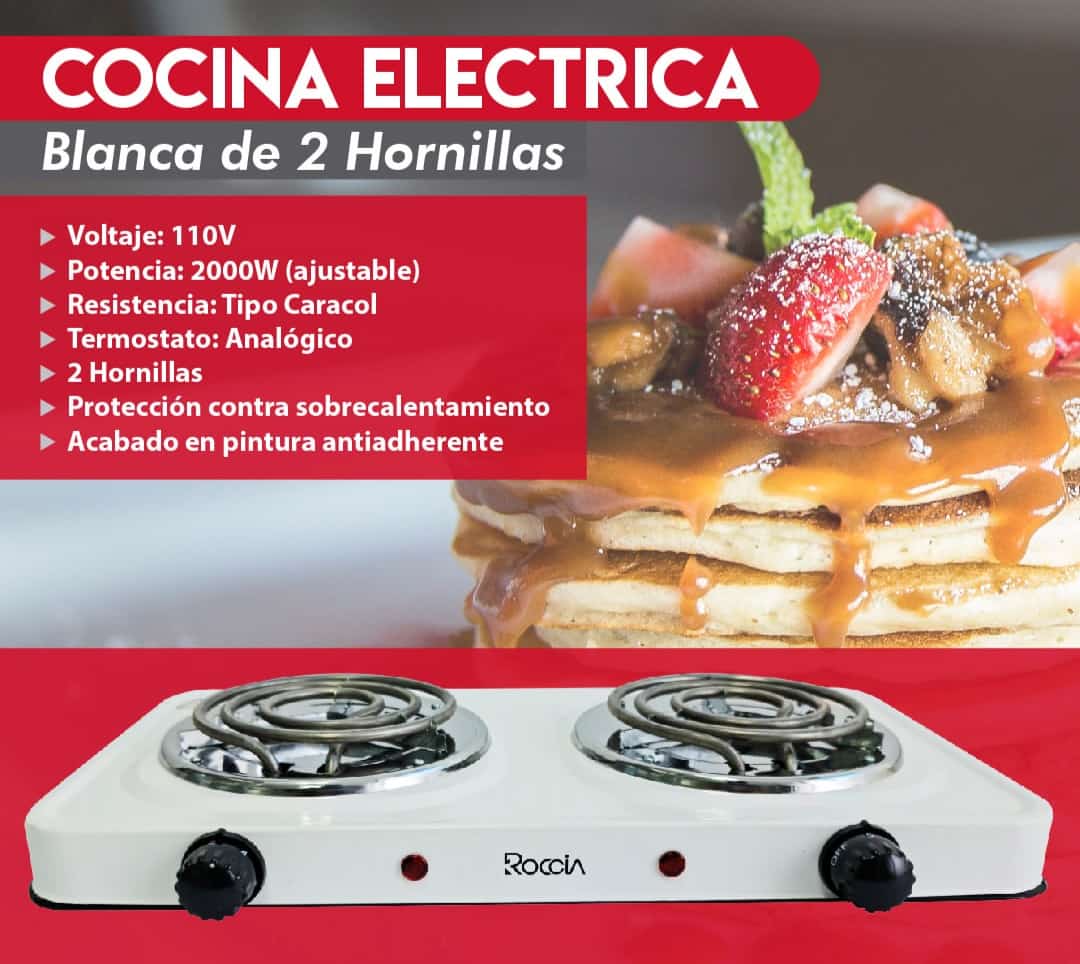 COCINA ELECTRICA
Blanca de 2 Hornillas
Voltaje: 110V
Potencia: 2000W (ajustable)
Resistencia: Tipo Caracol
Termostato: Analógico
2 Hornillas
Protección contra sobrecalentamiento
Acabado en pintura antiadherente
Roccia
OFF